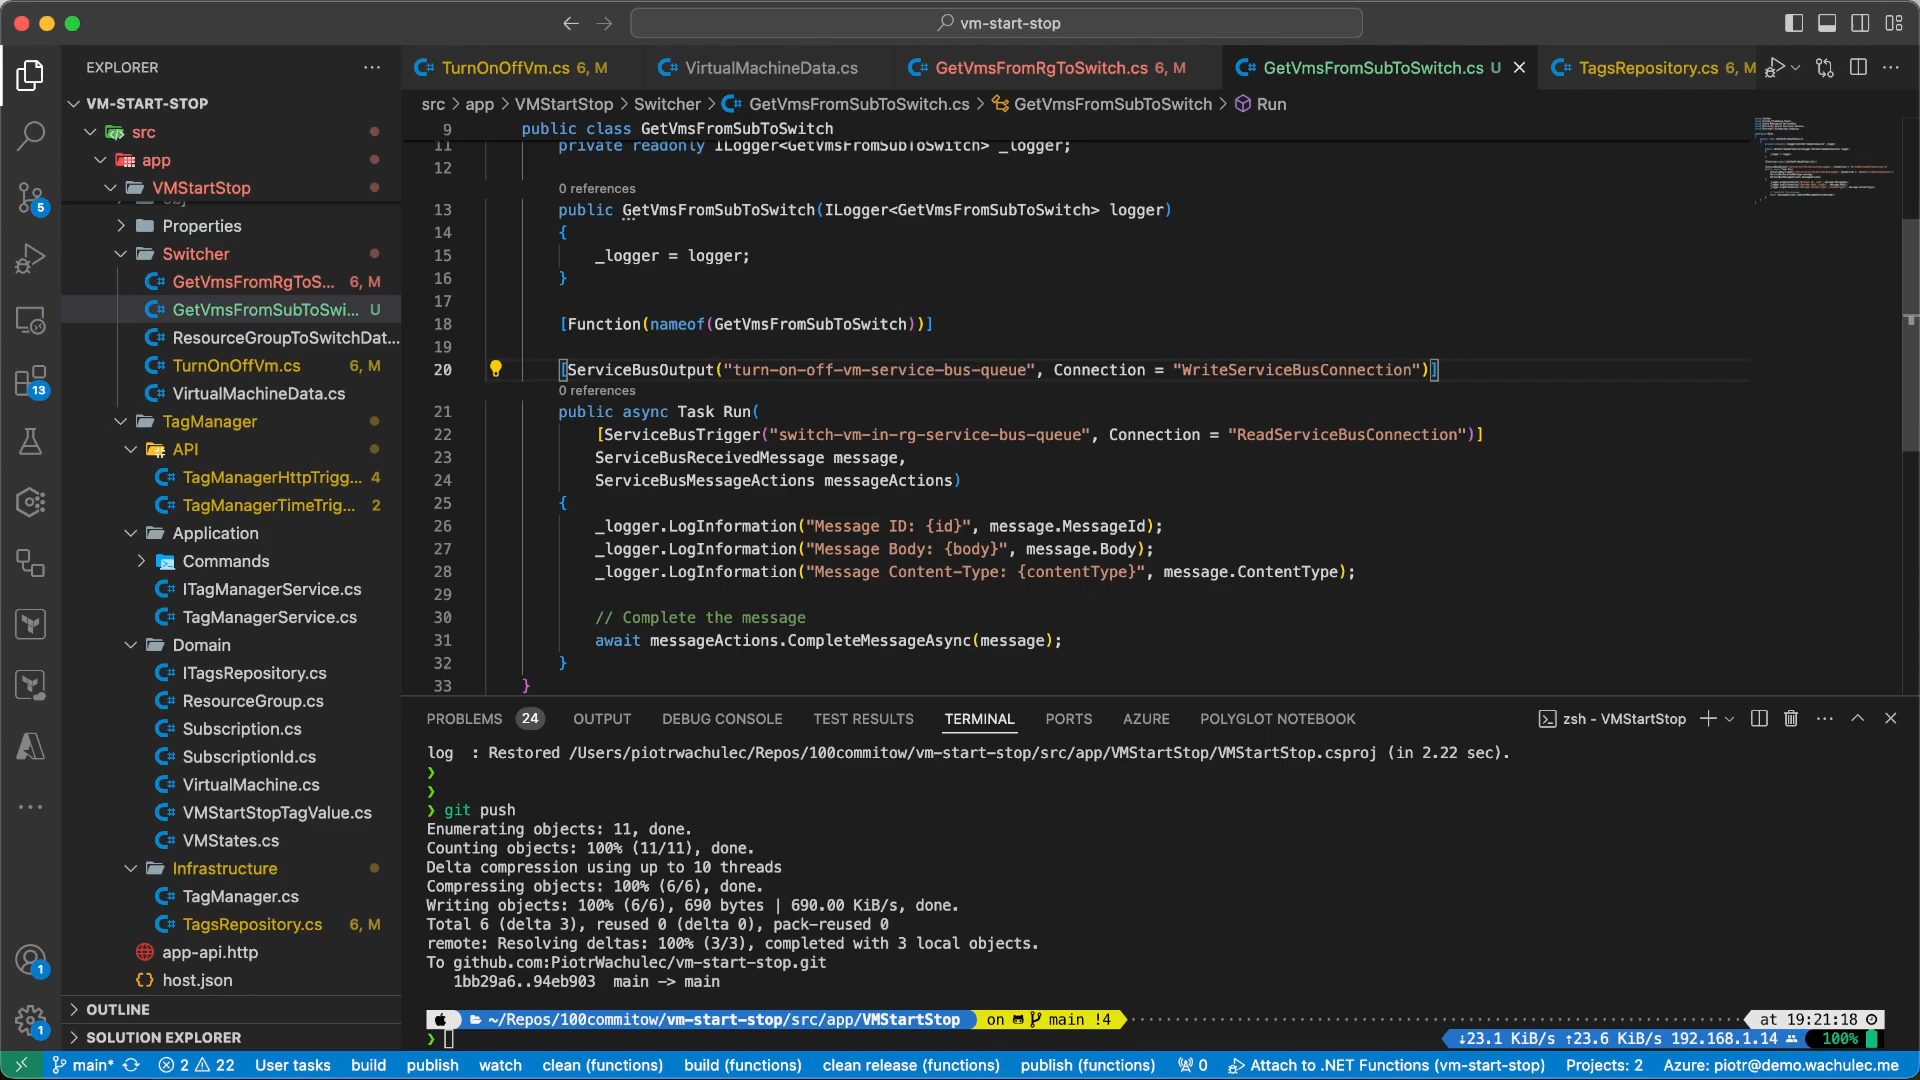 vm-start-stop
EXPLORER
VM-START-STOP
src
app
VMStartStop
Properties
Switcher
GetVmsFromRgToS... 6, M
GetVmsFromSubToSwi... U
ResourceGroupToSwitchDat...
TurnOnOffVm.cs 6, M
VirtualMachineData.cs
TagManager
API
TagManagerHttpTrigg... 4
TagManagerTimeTrig... 2
Application
Commands
ITagManagerService.cs
TagManagerService.cs
Domain
ITagsRepository.cs
ResourceGroup.cs
Subscription.cs
SubscriptionId.cs
VirtualMachine.cs
VMStartStopTagValue.cs
VMStates.cs
Infrastructure
TagManager.cs
TagsRepository.cs 6, M
app-api.http
host.json
OUTLINE
SOLUTION EXPLORER
5
13
1
1
TurnOnOffVm.cs 6, M
VirtualMachineData.cs
GetVmsFromRgToSwitch.cs 6, M
GetVmsFromSubToSwitch.cs U
TagsRepository.cs 6, M
src > app > VMStartStop > Switcher > GetVmsFromSubToSwitch.cs > GetVmsFromSubToSwitch > Run
9 public class GetVmsFromSubToSwitch
11 private readonly ILogger<GetVmsFromSubToSwitch> _logger;
12
0 references
13 public GetVmsFromSubToSwitch(ILogger<GetVmsFromSubToSwitch> logger)
14 {
15 _logger = logger;
16 }
17
18 [Function(nameof(GetVmsFromSubToSwitch))]
19
20 [ServiceBusOutput("turn-on-off-vm-service-bus-queue", Connection = "WriteServiceBusConnection")]
0 references
21 public async Task Run(
22 [ServiceBusTrigger("switch-vm-in-rg-service-bus-queue", Connection = "ReadServiceBusConnection")]
23 ServiceBusReceivedMessage message,
24 ServiceBusMessageActions messageActions)
25 {
26 _logger.LogInformation("Message ID: {id}", message.MessageId);
27 _logger.LogInformation("Message Body: {body}", message.Body);
28 _logger.LogInformation("Message Content-Type: {contentType}", message.ContentType);
29
30 // Complete the message
31 await messageActions.CompleteMessageAsync(message);
32 }
33 }
PROBLEMS 24 OUTPUT DEBUG CONSOLE TEST RESULTS TERMINAL PORTS AZURE POLYGLOT NOTEBOOK zsh - VMStartStop
log : Restored /Users/piotrwachulec/Repos/100commitow/vm-start-stop/src/app/VMStartStop/VMStartStop.csproj (in 2.22 sec).
❯
❯
❯ git push
Enumerating objects: 11, done.
Counting objects: 100% (11/11), done.
Delta compression using up to 10 threads
Compressing objects: 100% (6/6), done.
Writing objects: 100% (6/6), 690 bytes | 690.00 KiB/s, done.
Total 6 (delta 3), reused 0 (delta 0), pack-reused 0
remote: Resolving deltas: 100% (3/3), completed with 3 local objects.
To github.com:PiotrWachulec/vm-start-stop.git
1bb29a6..94eb903 main -> main
~/Repos/100commitow/vm-start-stop/src/app/VMStartStop on main !4 at 19:21:18
❯ ↓23.1 KiB/s ↑23.6 KiB/s 192.168.1.14 100%
main* 2 22 User tasks build publish watch clean (functions) build (functions) clean release (functions) publish (functions) 0 Attach to .NET Functions (vm-start-stop) Projects: 2 Azure: piotr@demo.wachulec.me